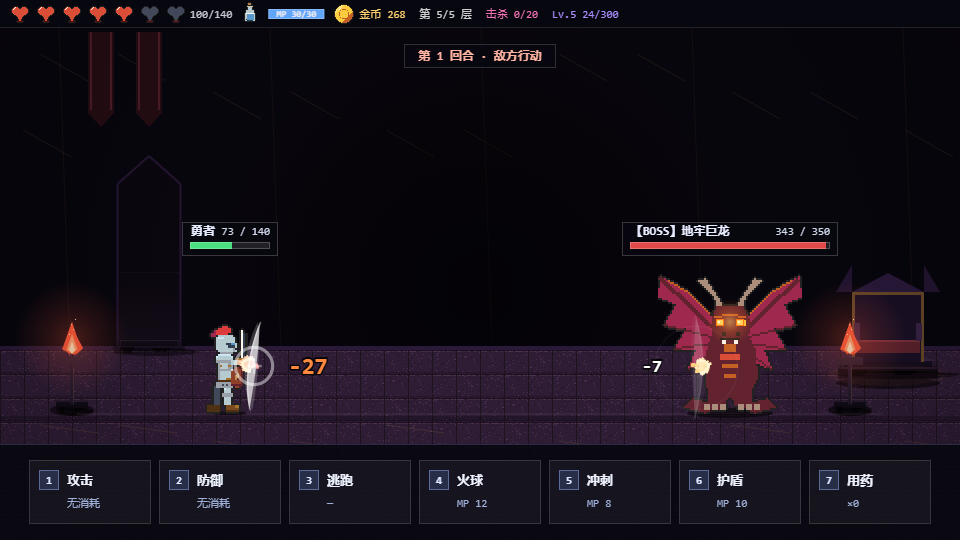 100/140 MP 30/30 金币 268 第 5/5 层 击杀 0/20 Lv.5 24/300
第 1 回合 · 敌方行动
勇者 73 / 140
【BOSS】地牢巨龙 343 / 350
-27
-7
1 攻击 无消耗
2 防御 无消耗
3 逃跑 —
4 火球 MP 12
5 冲刺 MP 8
6 护盾 MP 10
7 用药 ×0